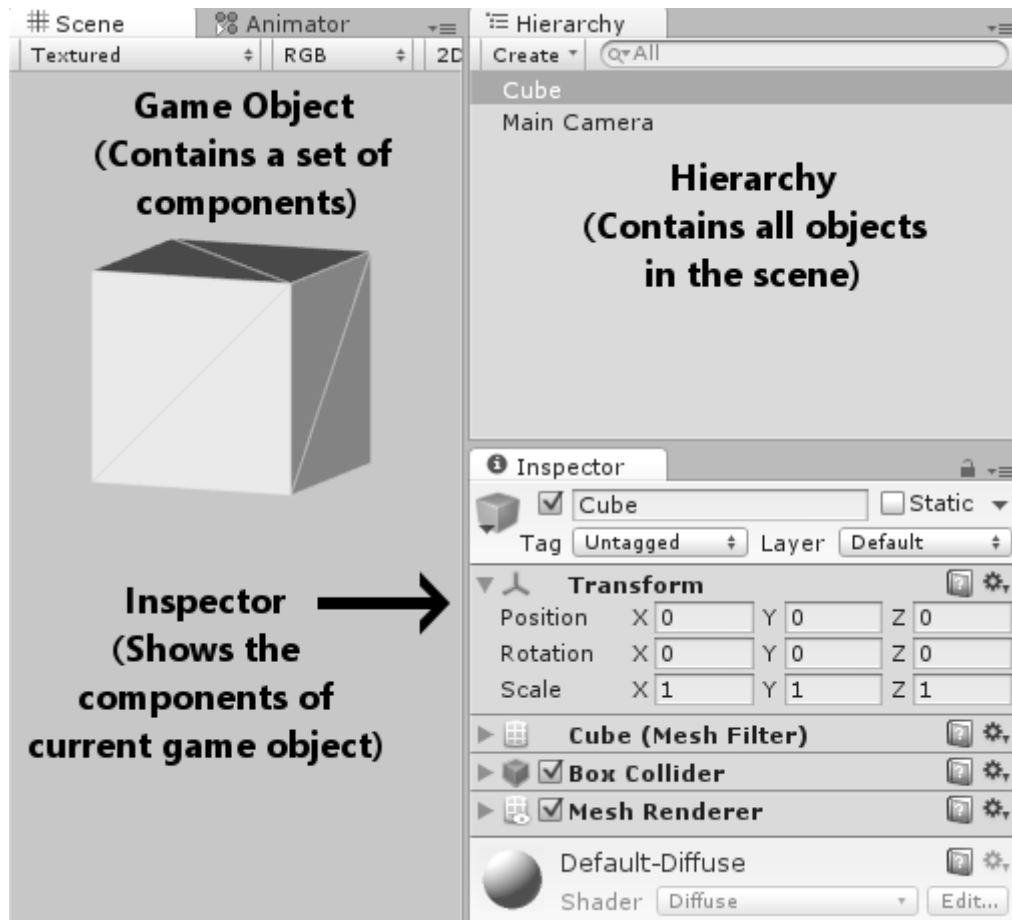 Scene Animator
Textured RGB 2D
Game Object
(Contains a set of
components)
Inspector
(Shows the
components of
current game object)
Hierarchy
Create All
Cube
Main Camera
Hierarchy
(Contains all objects
in the scene)
Inspector
Cube Static
Tag Untagged Layer Default
Transform
Position X 0 Y 0 Z 0
Rotation X 0 Y 0 Z 0
Scale X 1 Y 1 Z 1
Cube (Mesh Filter)
Box Collider
Mesh Renderer
Default-Diffuse
Shader Diffuse Edit...